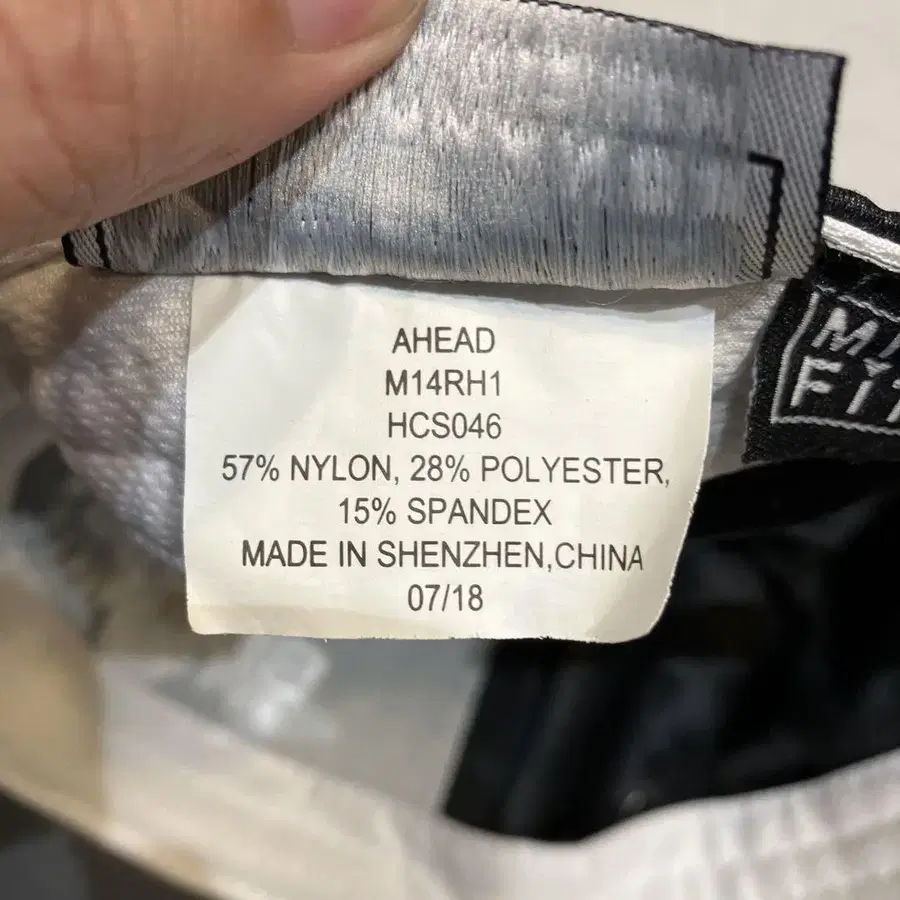 AHEAD
M14RH1
HCS046
57% NYLON, 28% POLYESTER,
15% SPANDEX
MADE IN SHENZHEN,CHINA
07/18